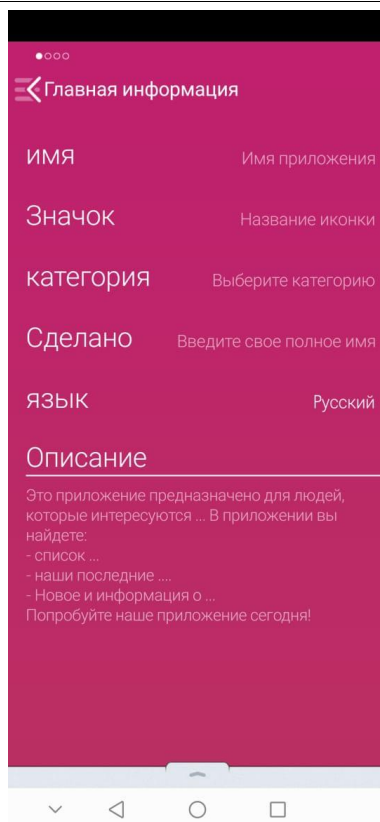 Главная информация
имя Имя приложения
Значок Название иконки
категория Выберите категорию
Сделано Введите свое полное имя
язык Русский
Описание
Это приложение предназначено для людей,
которые интересуются ... В приложении вы
найдете:
- список ...
- наши последние ....
- Новое и информация о ...
Попробуйте наше приложение сегодня!